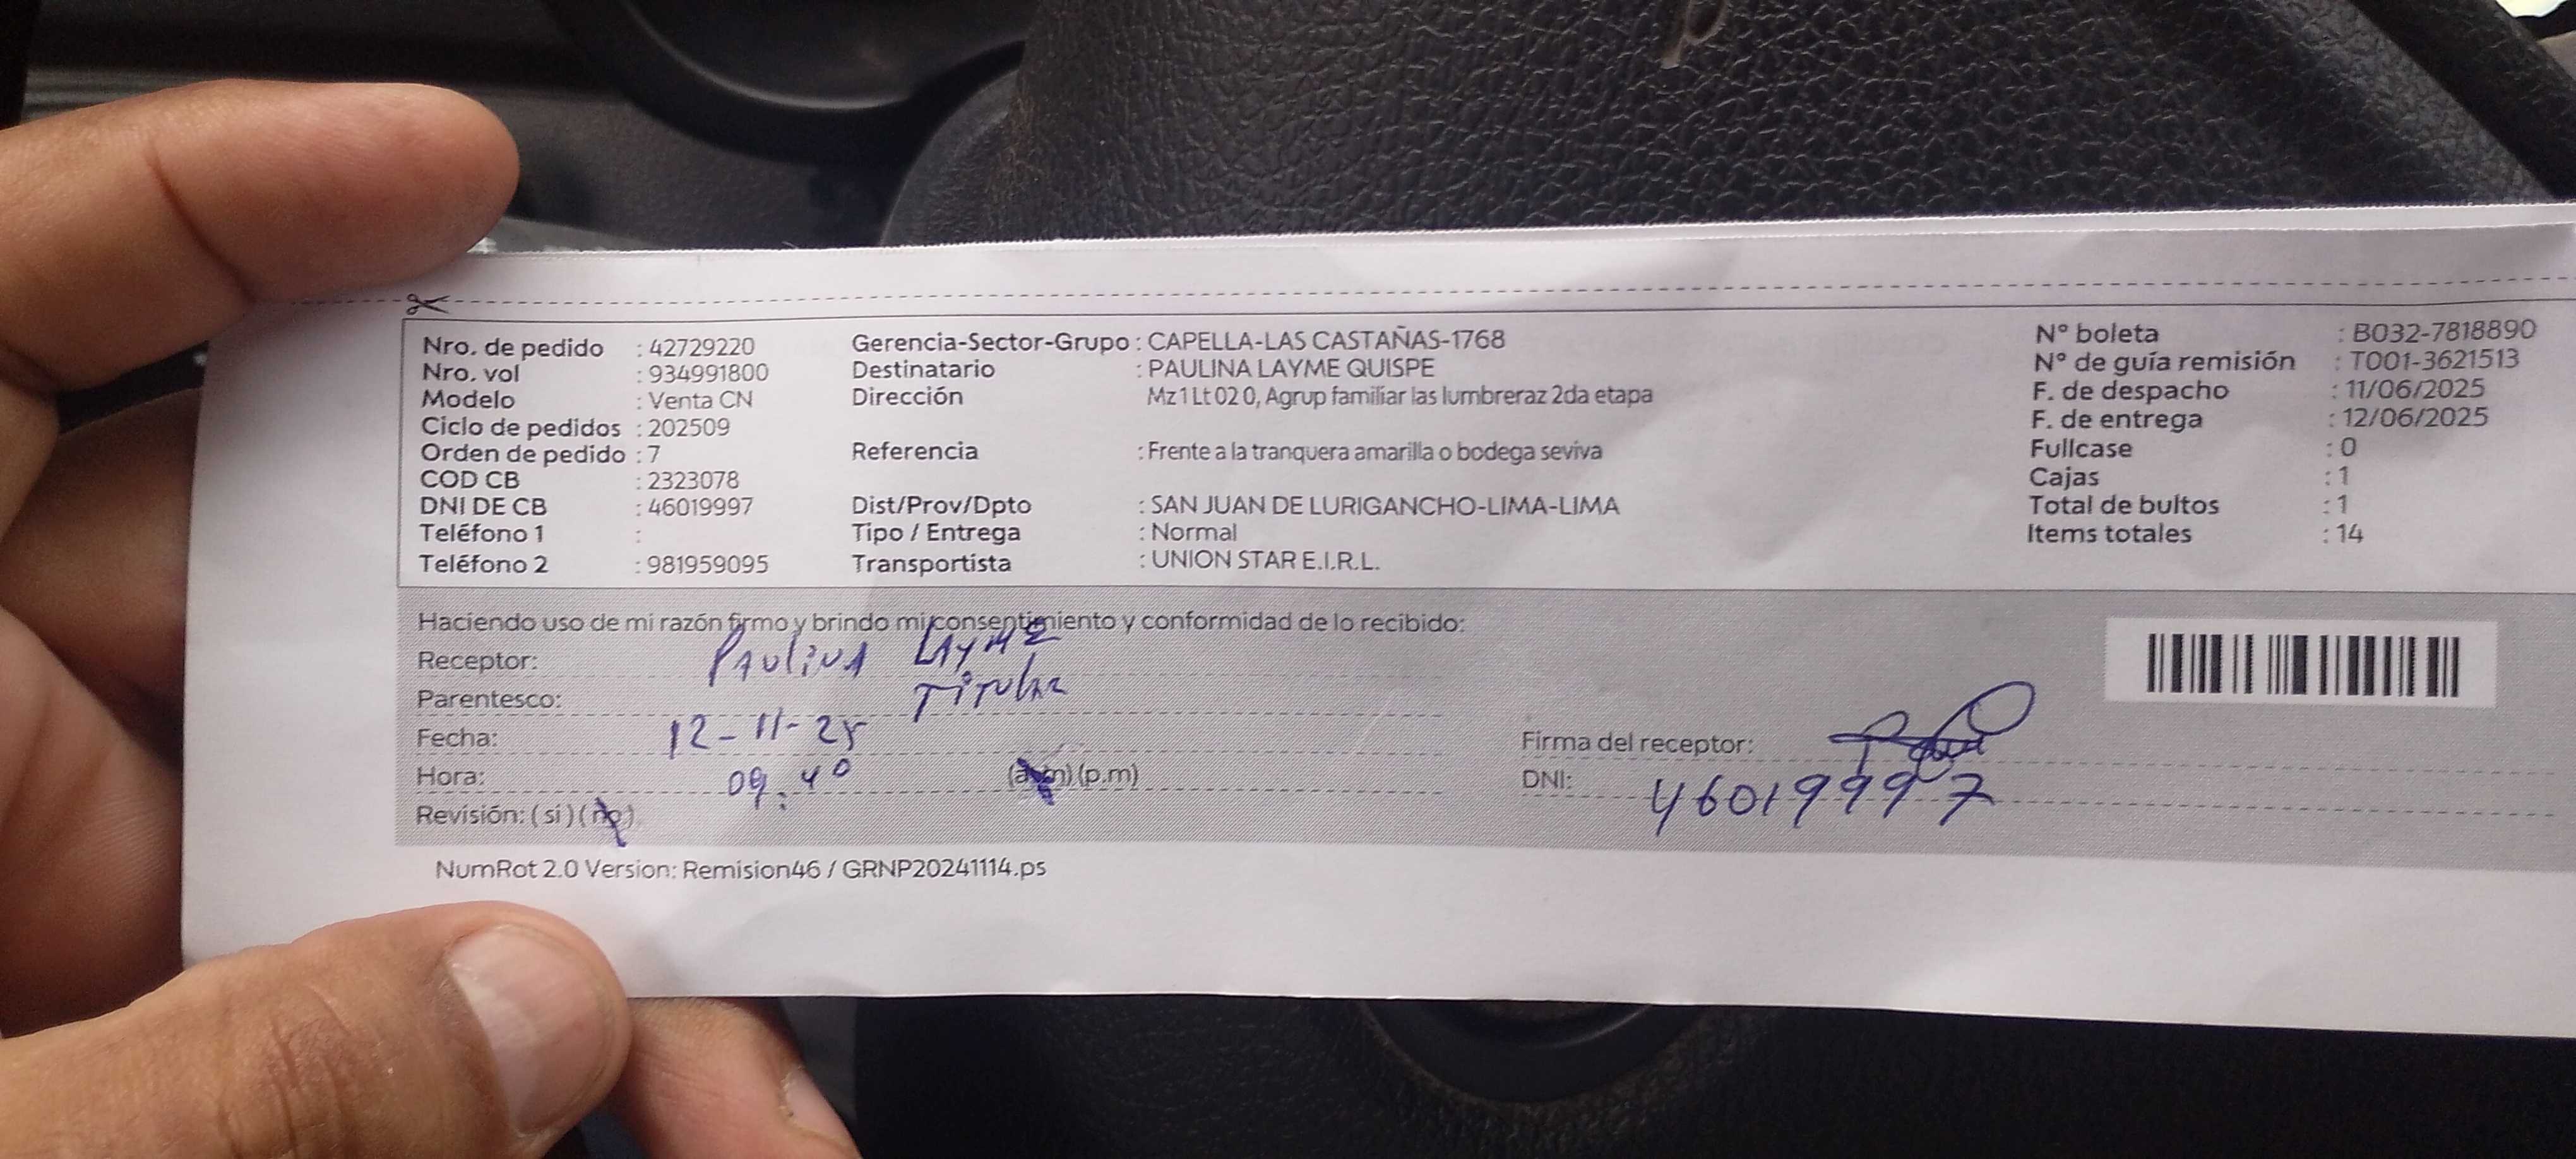 Nro. de pedido : 42729220
Nro. vol : 934991800
Modelo : Venta CN
Ciclo de pedidos : 202509
Orden de pedido : 7
COD CB : 2323078
DNI DE CB : 46019997
Teléfono 1 :
Teléfono 2 : 981959095
Gerencia-Sector-Grupo : CAPELLA-LAS CASTAÑAS-1768
Destinatario : PAULINA LAYME QUISPE
Dirección Mz 1 Lt 02 0, Agrup familiar las lumbreraz 2da etapa
Referencia : Frente a la tranquera amarilla o bodega seviva
Dist/Prov/Dpto : SAN JUAN DE LURIGANCHO-LIMA-LIMA
Tipo / Entrega : Normal
Transportista : UNION STAR E.I.R.L.
N° boleta : B032-7818890
N° de guía remisión : T001-3621513
F. de despacho : 11/06/2025
F. de entrega : 12/06/2025
Fullcase : 0
Cajas : 1
Total de bultos : 1
Items totales : 14
Haciendo uso de mi razón firmo y brindo mi consentimiento y conformidad de lo recibido:
Receptor: PAULINA LAYME
Parentesco: TITULAR
Fecha: 12-11-25
Hora: 09:40 (a.m) (p.m)
Revisión: ( si ) ( no )
Firma del receptor:
DNI: 46019997
NumRot 2.0 Version: Remision46 / GRNP20241114.ps